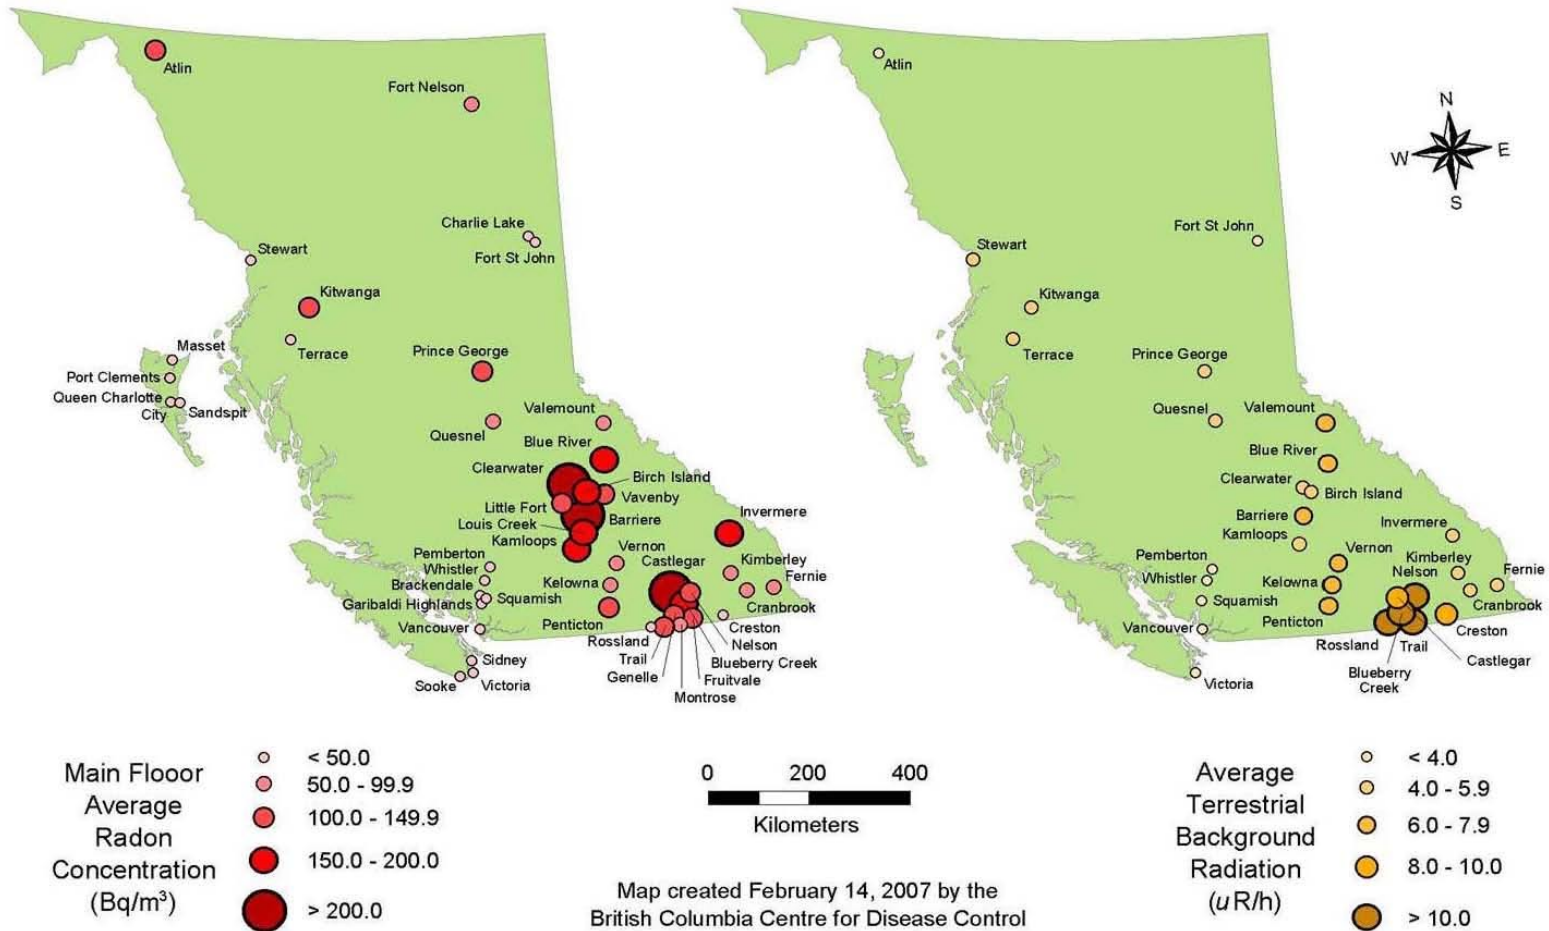 Atlin
Fort Nelson
Charlie Lake
Fort St John
Stewart
Kitwanga
Terrace
Masset
Port Clements
Queen Charlotte
City
Sandspit
Prince George
Quesnel
Valemount
Blue River
Clearwater
Birch Island
Vavenby
Little Fort
Barriere
Louis Creek
Kamloops
Invermere
Pemberton
Whistler
Brackendale
Garibaldi Highlands
Squamish
Vancouver
Vernon
Castlegar
Kelowna
Kimberley
Fernie
Cranbrook
Penticton
Rossland
Trail
Genelle
Creston
Nelson
Blueberry Creek
Fruitvale
Montrose
Sidney
Sooke
Victoria
Atlin
N
W
E
S
Fort St John
Stewart
Kitwanga
Terrace
Prince George
Quesnel
Valemount
Blue River
Clearwater
Birch Island
Barriere
Kamloops
Invermere
Pemberton
Whistler
Squamish
Vancouver
Vernon
Kimberley
Nelson
Fernie
Kelowna
Cranbrook
Penticton
Creston
Rossland
Trail
Castlegar
Blueberry
Creek
Victoria
Main Flooor
Average
Radon
Concentration
(Bq/m³)
< 50.0
50.0 - 99.9
100.0 - 149.9
150.0 - 200.0
> 200.0
0 200 400
Kilometers
Map created February 14, 2007 by the
British Columbia Centre for Disease Control
Average
Terrestrial
Background
Radiation
(uR/h)
< 4.0
4.0 - 5.9
6.0 - 7.9
8.0 - 10.0
> 10.0